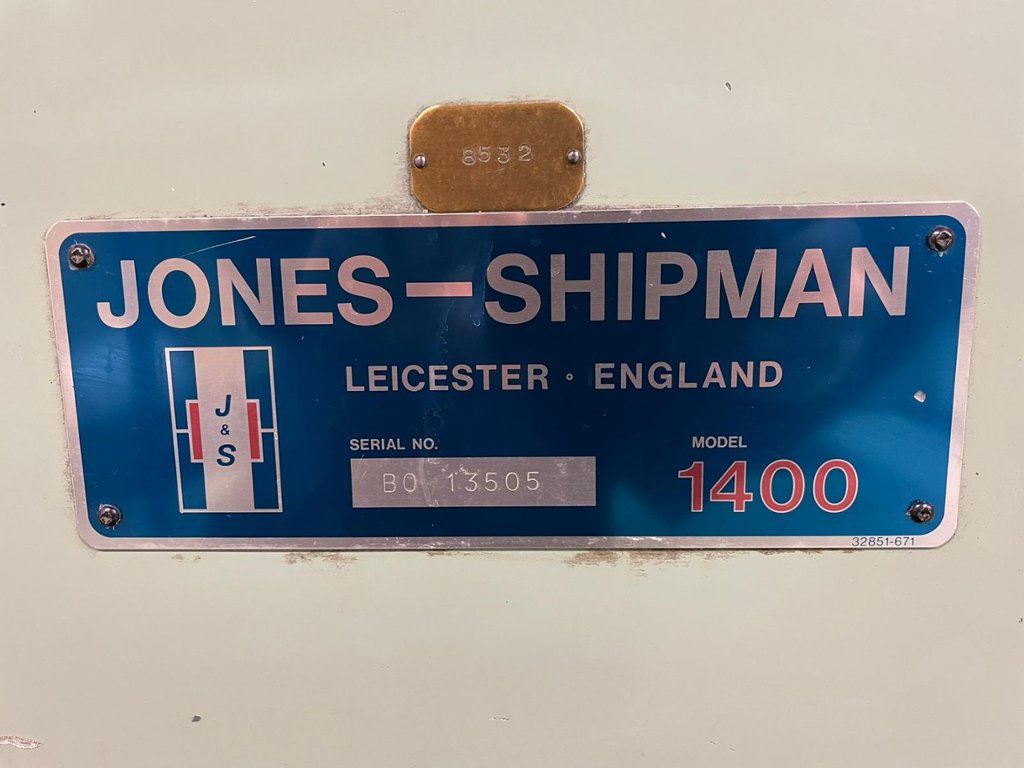 8532
JONES—SHIPMAN
LEICESTER ∘ ENGLAND
J
&
S
SERIAL NO.
BO 13505
MODEL
1400
32851-671